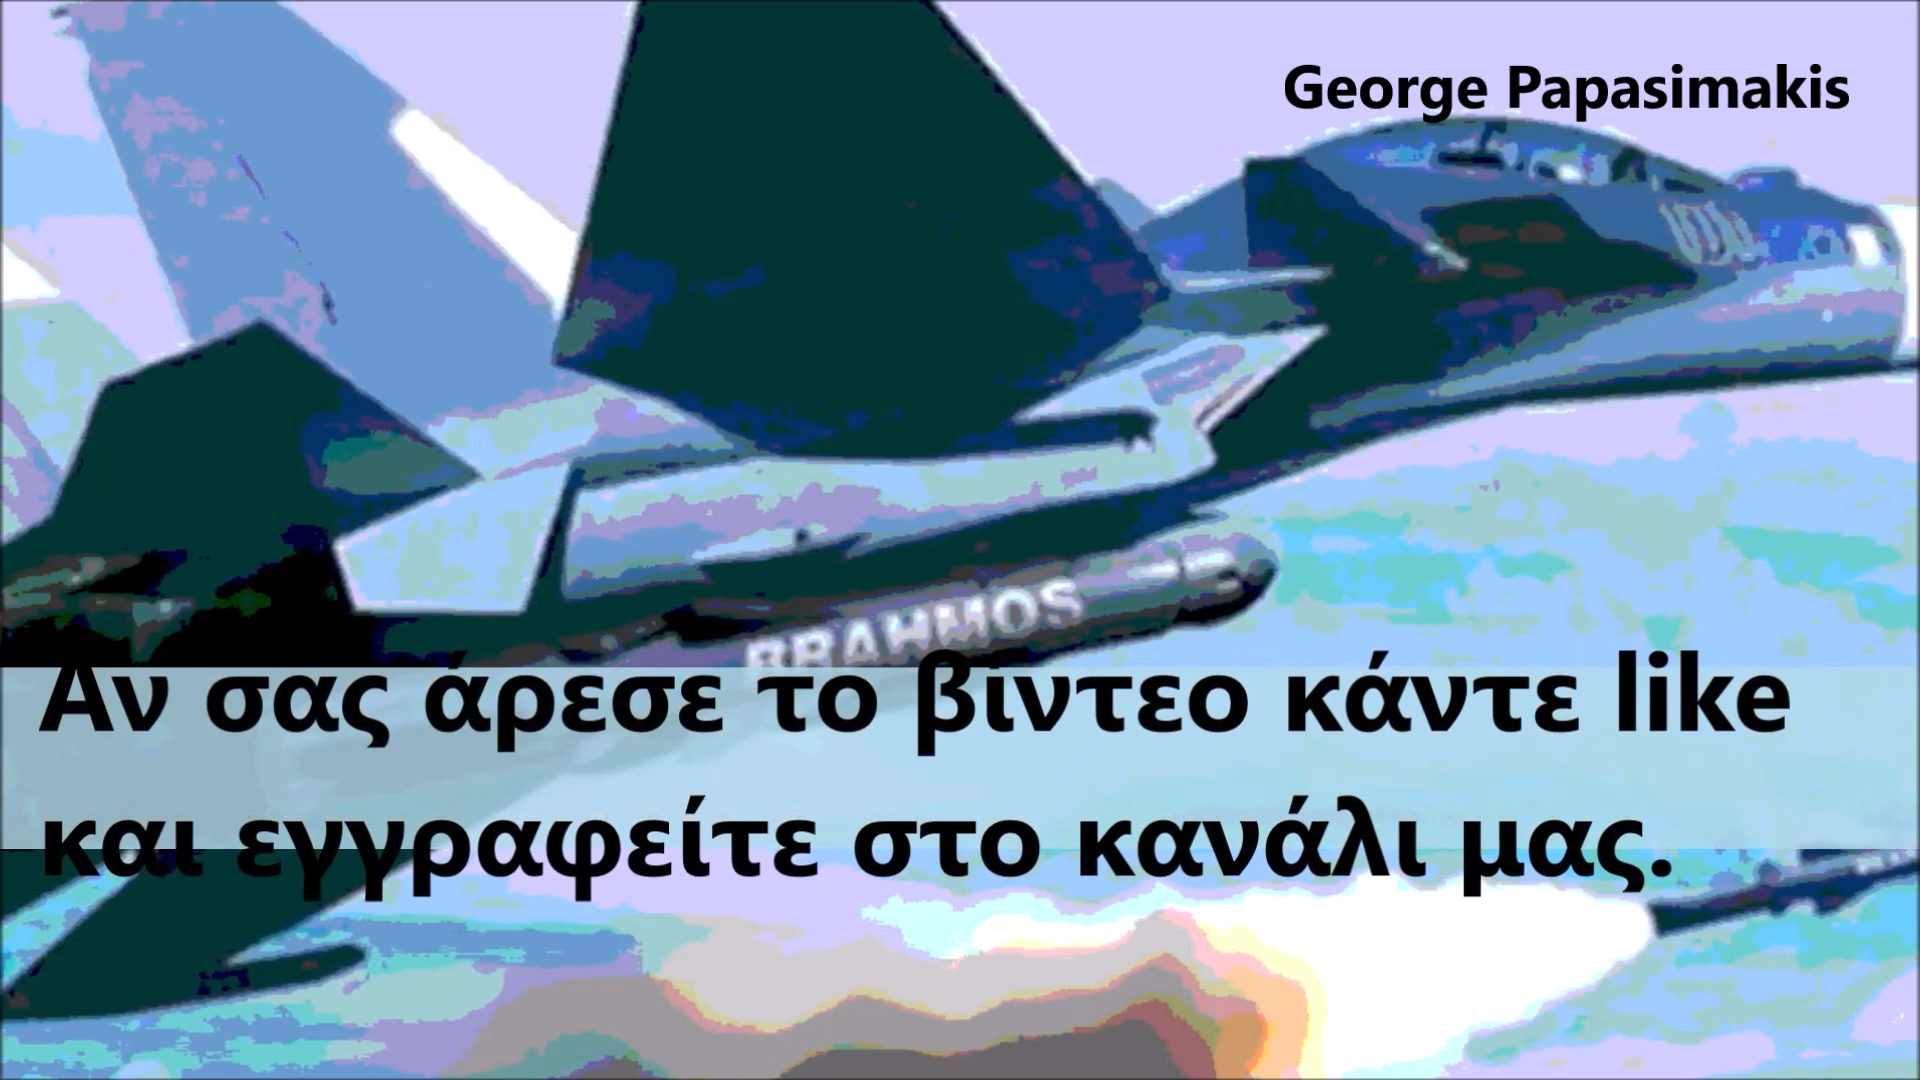 George Papasimakis
BRAHMOS
Αν σας άρεσε το βίντεο κάντε like
και εγγραφείτε στο κανάλι μας.